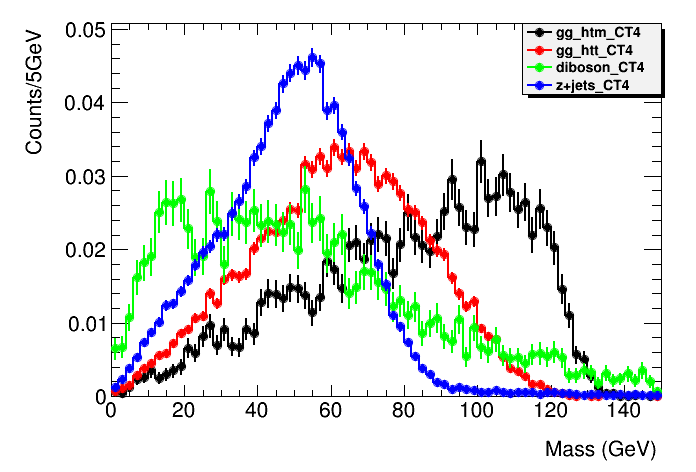 Counts/5GeV
0.05
0.04
0.03
0.02
0.01
0
gg_htm_CT4
gg_htt_CT4
diboson_CT4
z+jets_CT4
0 20 40 60 80 100 120 140
Mass (GeV)